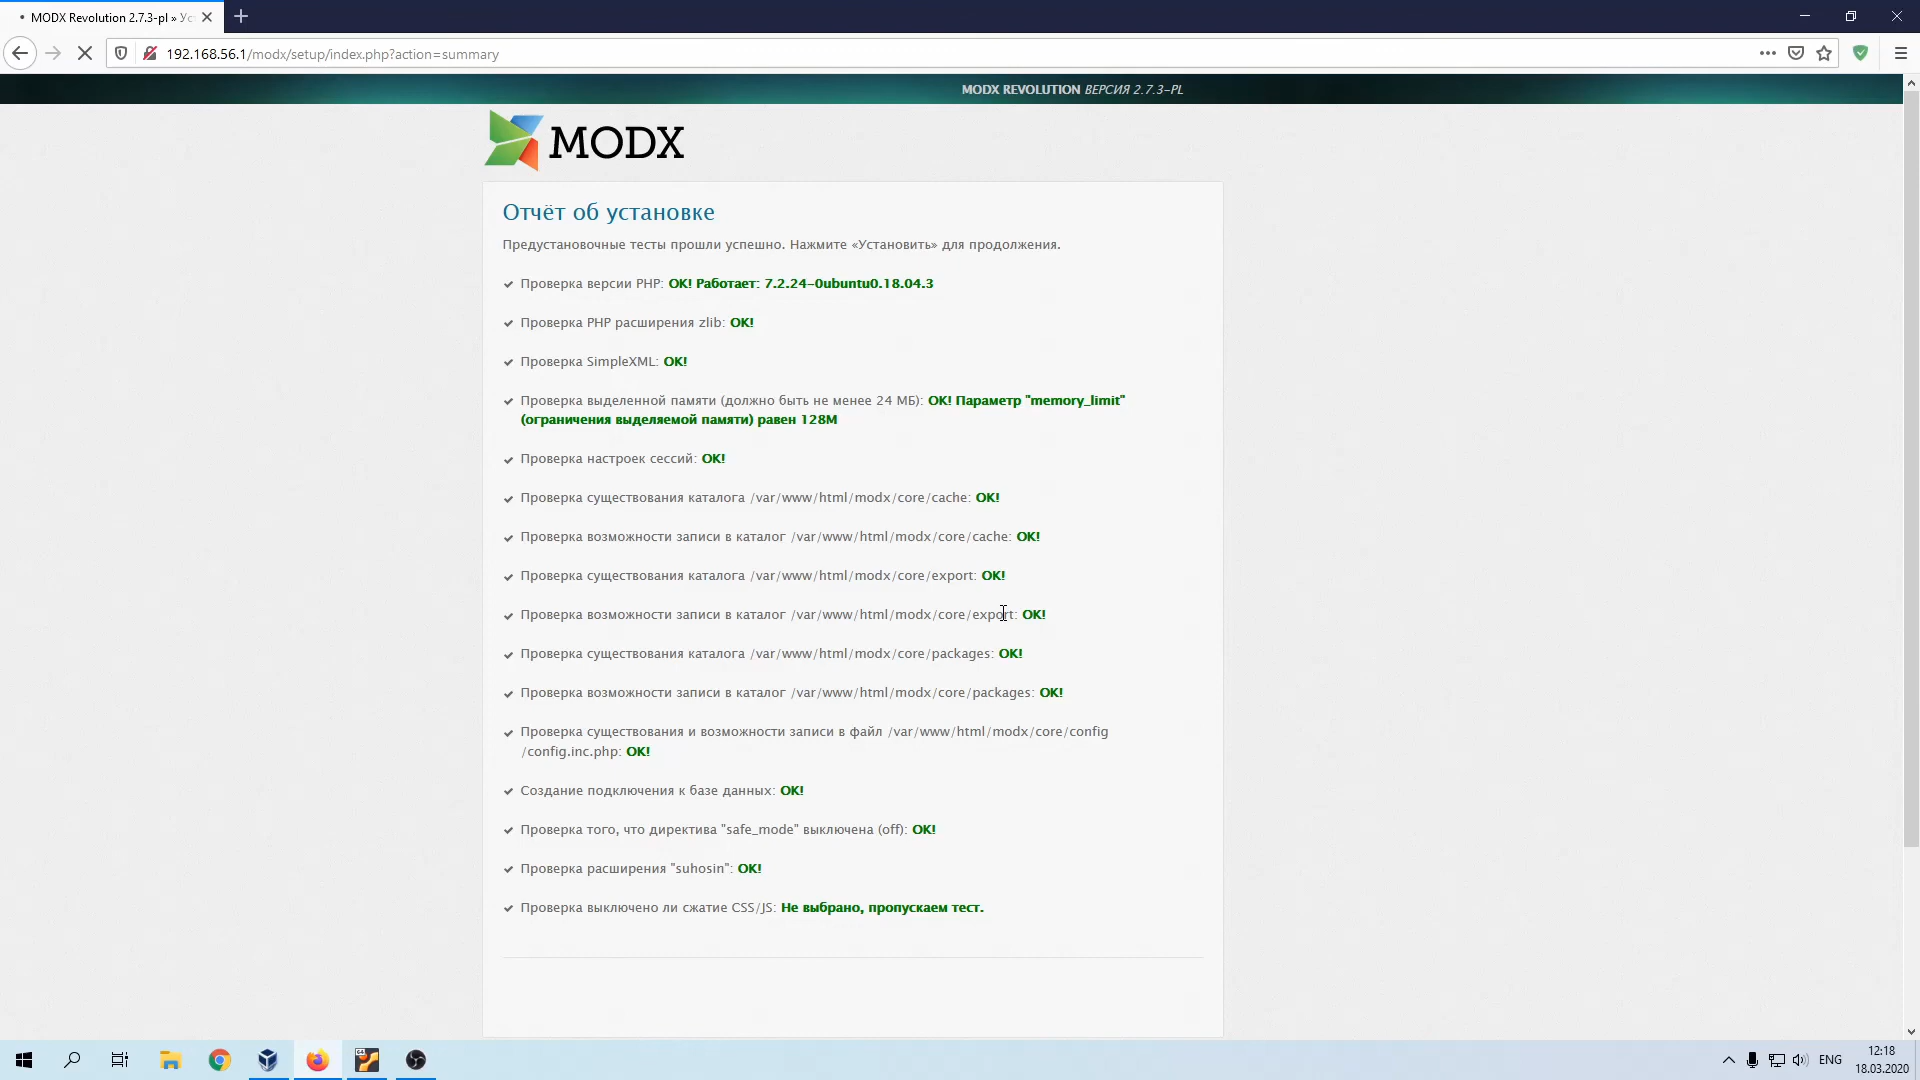 MODX Revolution 2.7.3-pl » Ус
192.168.56.1/modx/setup/index.php?action=summary
MODX REVOLUTION ВЕРСИЯ 2.7.3-PL
MODX
Отчёт об установке
Предустановочные тесты прошли успешно. Нажмите «Установить» для продолжения.
Проверка версии PHP: OK! Работает: 7.2.24-0ubuntu0.18.04.3
Проверка PHP расширения zlib: OK!
Проверка SimpleXML: OK!
Проверка выделенной памяти (должно быть не менее 24 МБ): OK! Параметр "memory_limit"
(ограничения выделяемой памяти) равен 128M
Проверка настроек сессий: OK!
Проверка существования каталога /var/www/html/modx/core/cache: OK!
Проверка возможности записи в каталог /var/www/html/modx/core/cache: OK!
Проверка существования каталога /var/www/html/modx/core/export: OK!
Проверка возможности записи в каталог /var/www/html/modx/core/export: OK!
Проверка существования каталога /var/www/html/modx/core/packages: OK!
Проверка возможности записи в каталог /var/www/html/modx/core/packages: OK!
Проверка существования и возможности записи в файл /var/www/html/modx/core/config
/config.inc.php: OK!
Создание подключения к базе данных: OK!
Проверка того, что директива "safe_mode" выключена (off): OK!
Проверка расширения "suhosin": OK!
Проверка выключено ли сжатие CSS/JS: Не выбрано, пропускаем тест.
64
ENG
12:18
18.03.2020